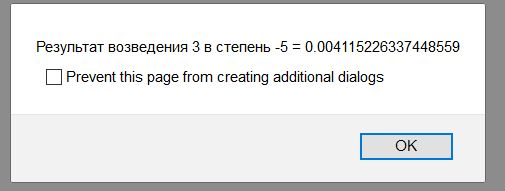 Результат возведения 3 в степень -5 = 0.004115226337448559
Prevent this page from creating additional dialogs
OK